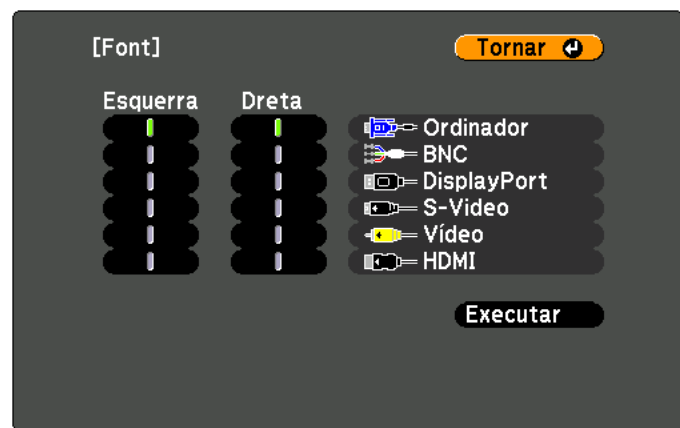 [Font]
Tornar
Esquerra Dreta
Ordinador
BNC
DisplayPort
S-Video
Vídeo
HDMI
Executar